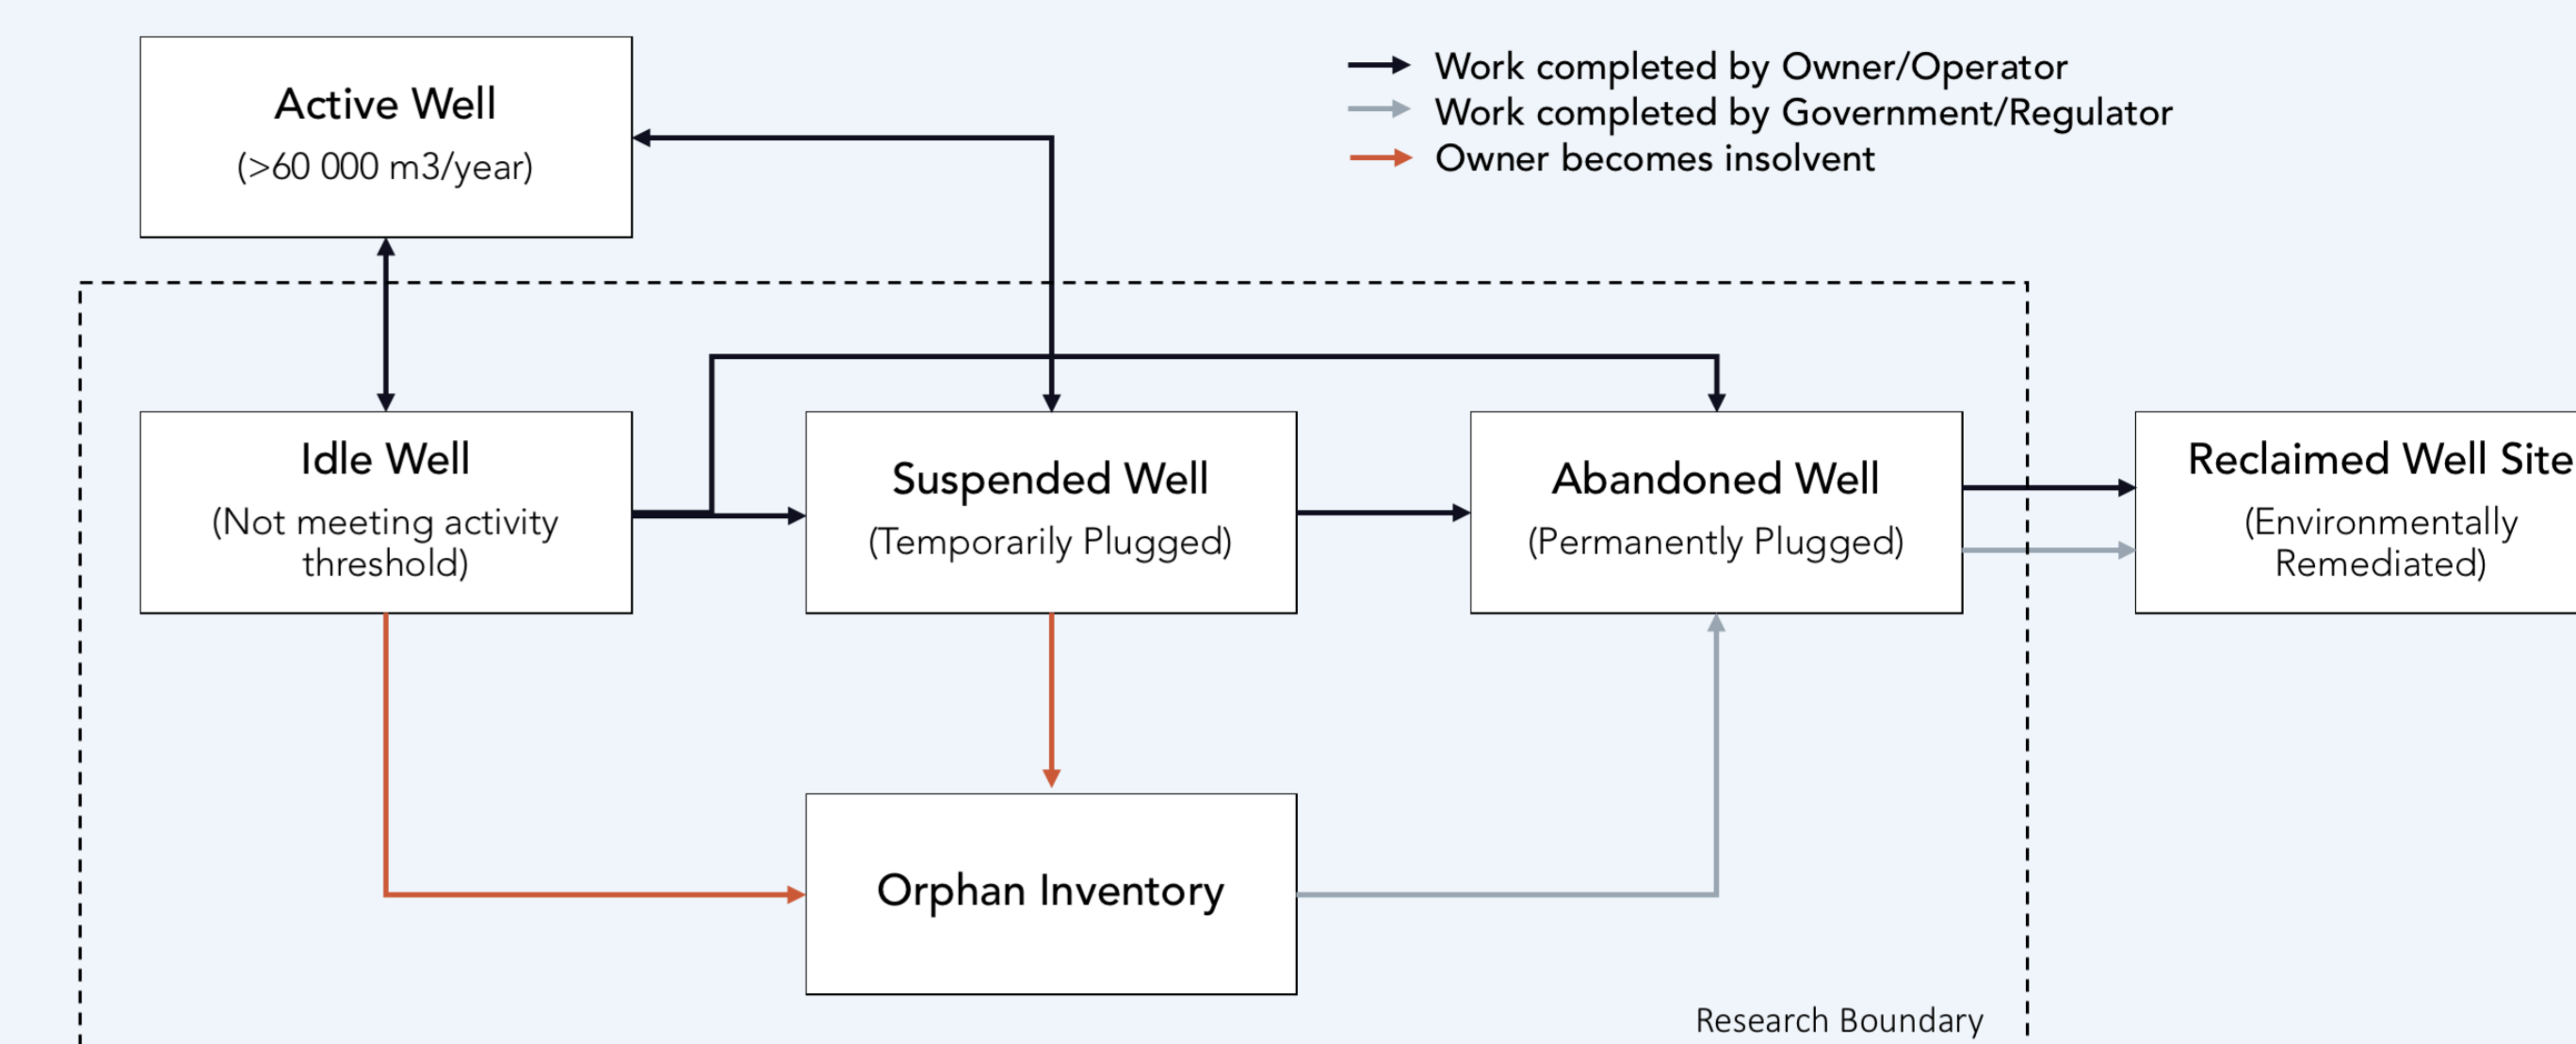 Active Well
(>60 000 m3/year)
Work completed by Owner/Operator
Work completed by Government/Regulator
Owner becomes insolvent
Idle Well
(Not meeting activity
threshold)
Suspended Well
(Temporarily Plugged)
Abandoned Well
(Permanently Plugged)
Reclaimed Well Site
(Environmentally
Remediated)
Orphan Inventory
Research Boundary